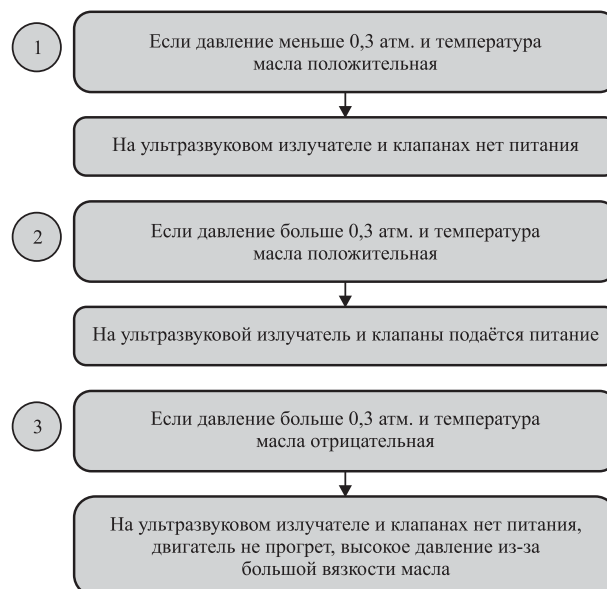 1
Если давление меньше 0,3 атм. и температура
масла положительная
На ультразвуковом излучателе и клапанах нет питания
2
Если давление больше 0,3 атм. и температура
масла положительная
На ультразвуковой излучатель и клапаны подаётся питание
3
Если давление больше 0,3 атм. и температура
масла отрицательная
На ультразвуковом излучателе и клапанах нет питания,
двигатель не прогрет, высокое давление из-за
большой вязкости масла